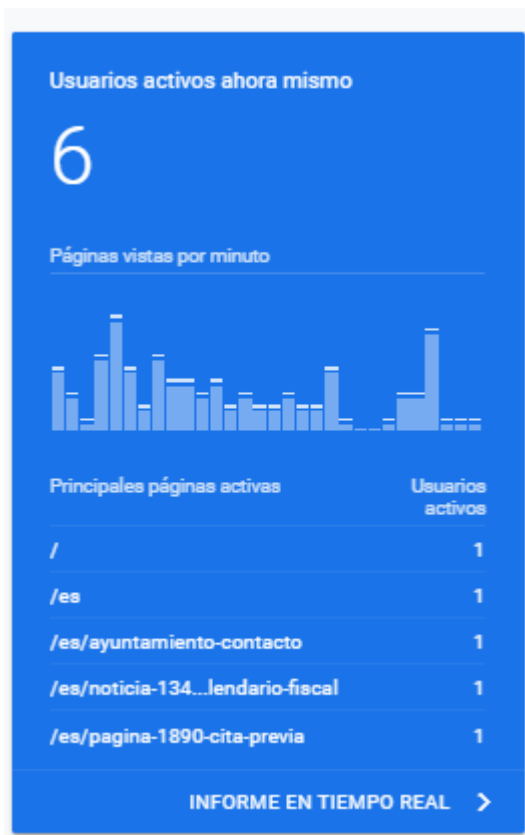 Usuarios activos ahora mismo
6
Páginas vistas por minuto
Principales páginas activas Usuarios activos
/ 1
/es 1
/es/ayuntamiento-contacto 1
/es/noticia-134...lendario-fiscal 1
/es/pagina-1890-cita-previa 1
INFORME EN TIEMPO REAL >